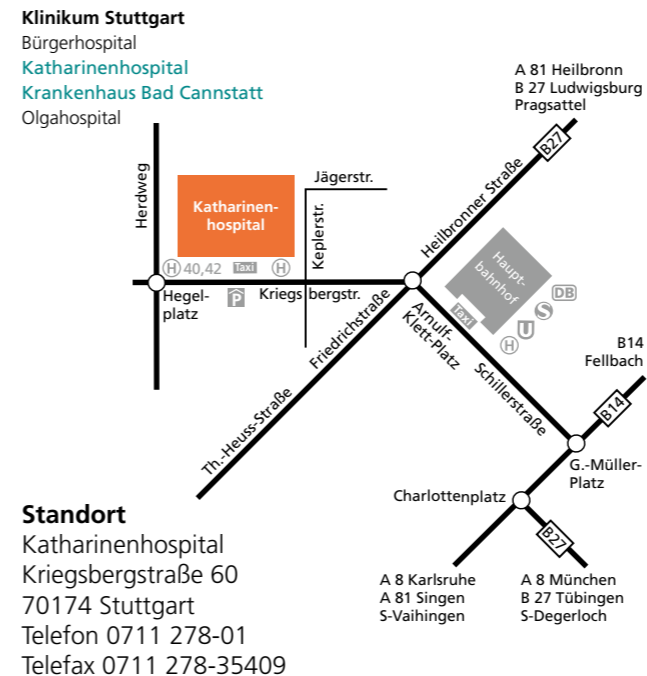 Klinikum Stuttgart
Bürgerhospital
Katharinenhospital
Krankenhaus Bad Cannstatt
Olgahospital
A 81 Heilbronn
B 27 Ludwigsburg
Pragsattel
B27
Heilbronner Straße
Herdweg
Jägerstr.
Keplerstr.
Katharinen-
hospital
H 40,42 Taxi H
Hegel-
platz
P
Kriegsbergstr.
Friedrichstraße
Th.-Heuss-Straße
Haupt-
bahnhof
Taxi
H U S DB
Arnulf-
Klett-Platz
Schillerstraße
B14
Fellbach
B14
G.-Müller-
Platz
Charlottenplatz
B27
A 8 Karlsruhe
A 81 Singen
S-Vaihingen
A 8 München
B 27 Tübingen
S-Degerloch
Standort
Katharinenhospital
Kriegsbergstraße 60
70174 Stuttgart
Telefon 0711 278-01
Telefax 0711 278-35409